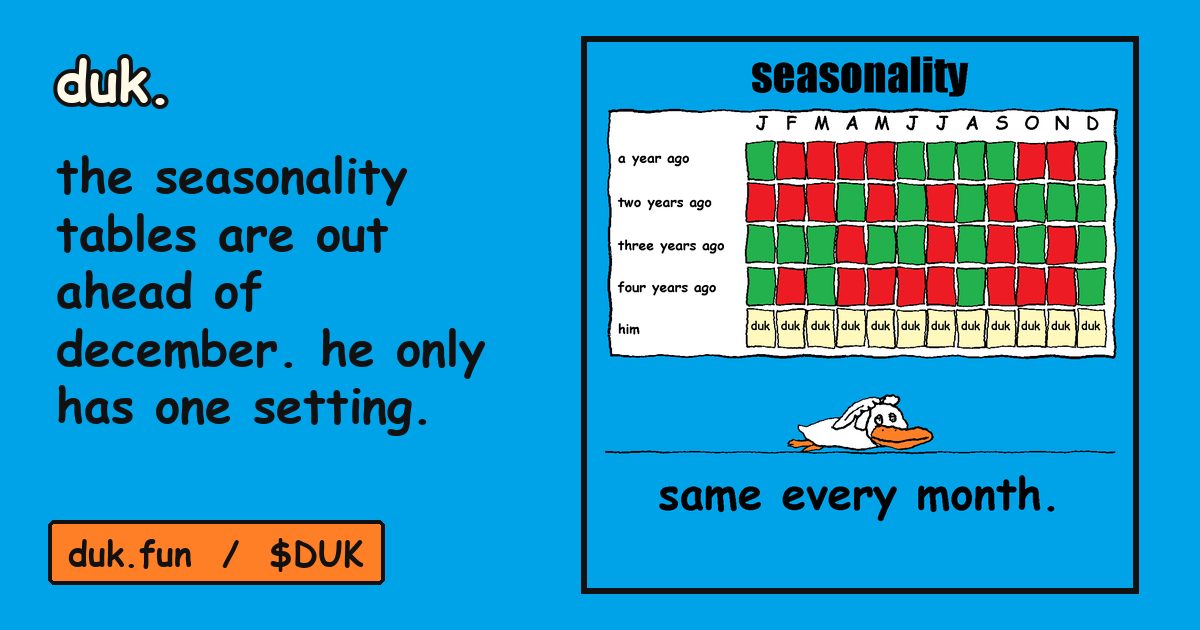 duk.
the seasonality
tables are out
ahead of
december. he only
has one setting.
duk.fun / $DUK
seasonality
J F M A M J J A S O N D
a year ago
two years ago
three years ago
four years ago
him duk duk duk duk duk duk duk duk duk duk duk duk
same every month.